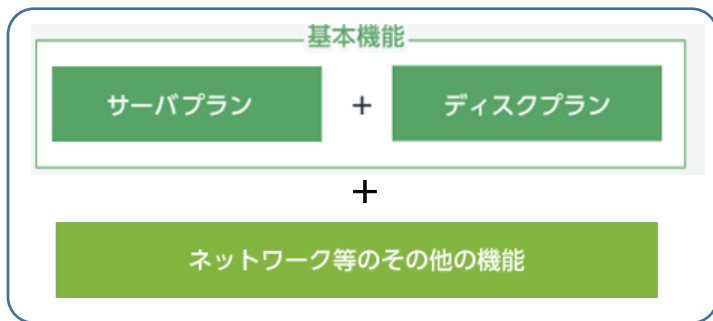 基本機能
サーバプラン + ディスクプラン
+
ネットワーク等のその他の機能